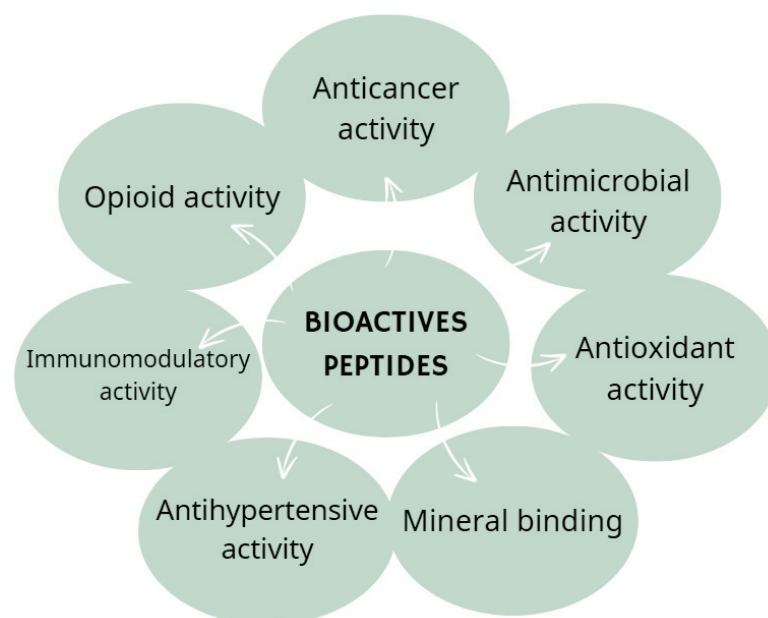 Anticancer
activity
Antimicrobial
activity
Opioid activity
BIOACTIVES
PEPTIDES
Antioxidant
activity
Immunomodulatory
activity
Antihypertensive
activity
Mineral binding